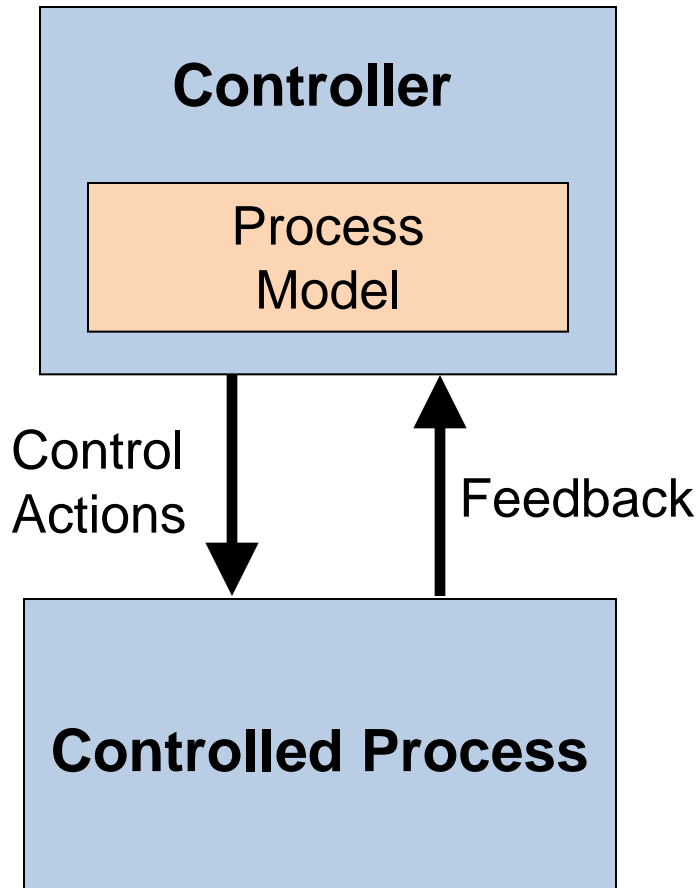 Controller
Process
Model
Control
Actions
Feedback
Controlled Process